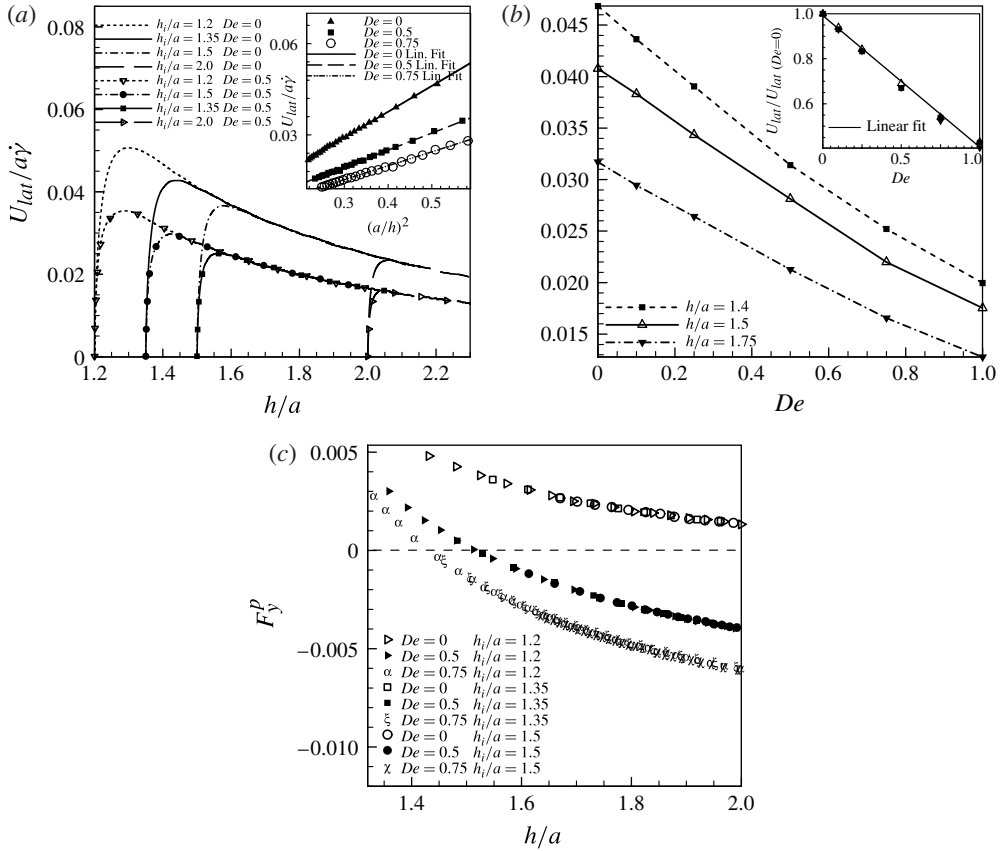 (a)
h_i/a = 1.2 De = 0
h_i/a = 1.35 De = 0
h_i/a = 1.5 De = 0
h_i/a = 2.0 De = 0
h_i/a = 1.2 De = 0.5
h_i/a = 1.5 De = 0.5
h_i/a = 1.35 De = 0.5
h_i/a = 2.0 De = 0.5
0.08
0.06
0.04
0.02
0
U_lat/aγ̇
1.2 1.4 1.6 1.8 2.0 2.2
h/a
De = 0
De = 0.5
De = 0.75
De = 0 Lin. Fit
De = 0.5 Lin. Fit
De = 0.75 Lin. Fit
0.06
0.03
U_lat/aγ̇
0.3 0.4 0.5
(a/h)²
(b)
0.045
0.040
0.035
0.030
0.025
0.020
0.015
h/a = 1.4
h/a = 1.5
h/a = 1.75
0 0.2 0.4 0.6 0.8 1.0
De
1.0
0.8
0.6
U_lat/U_lat (De=0)
Linear fit
0 0.5 1.0
De
(c)
0.005
0
−0.005
−0.010
F_y^p
De = 0 h_i/a = 1.2
De = 0.5 h_i/a = 1.2
α De = 0.75 h_i/a = 1.2
De = 0 h_i/a = 1.35
De = 0.5 h_i/a = 1.35
ξ De = 0.75 h_i/a = 1.35
De = 0 h_i/a = 1.5
De = 0.5 h_i/a = 1.5
χ De = 0.75 h_i/a = 1.5
1.4 1.6 1.8 2.0
h/a